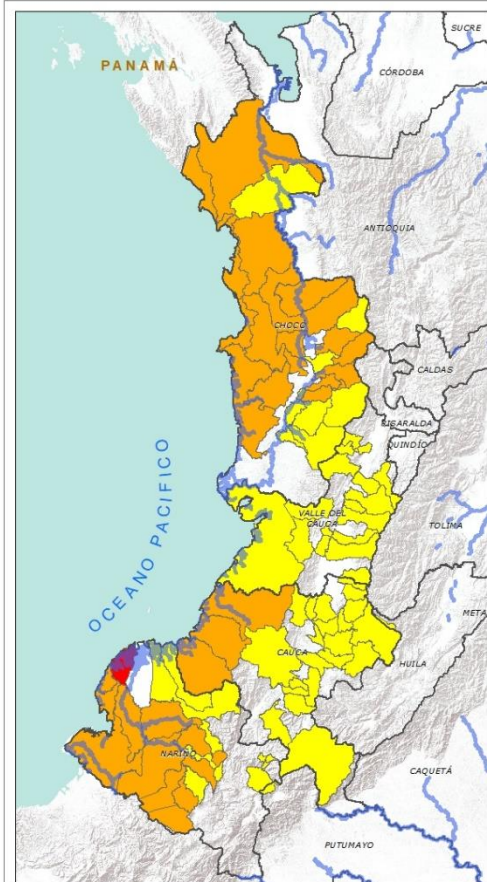 SUCRE
PANAMÁ
CÓRDOBA
ANTIOQUIA
CHOCÓ
CALDAS
RISARALDA
QUINDÍO
OCEANO PACIFICO
VALLE DEL
CAUCA
TOLIMA
META
CAUCA
HUILA
NARIÑO
CAQUETÁ
PUTUMAYO